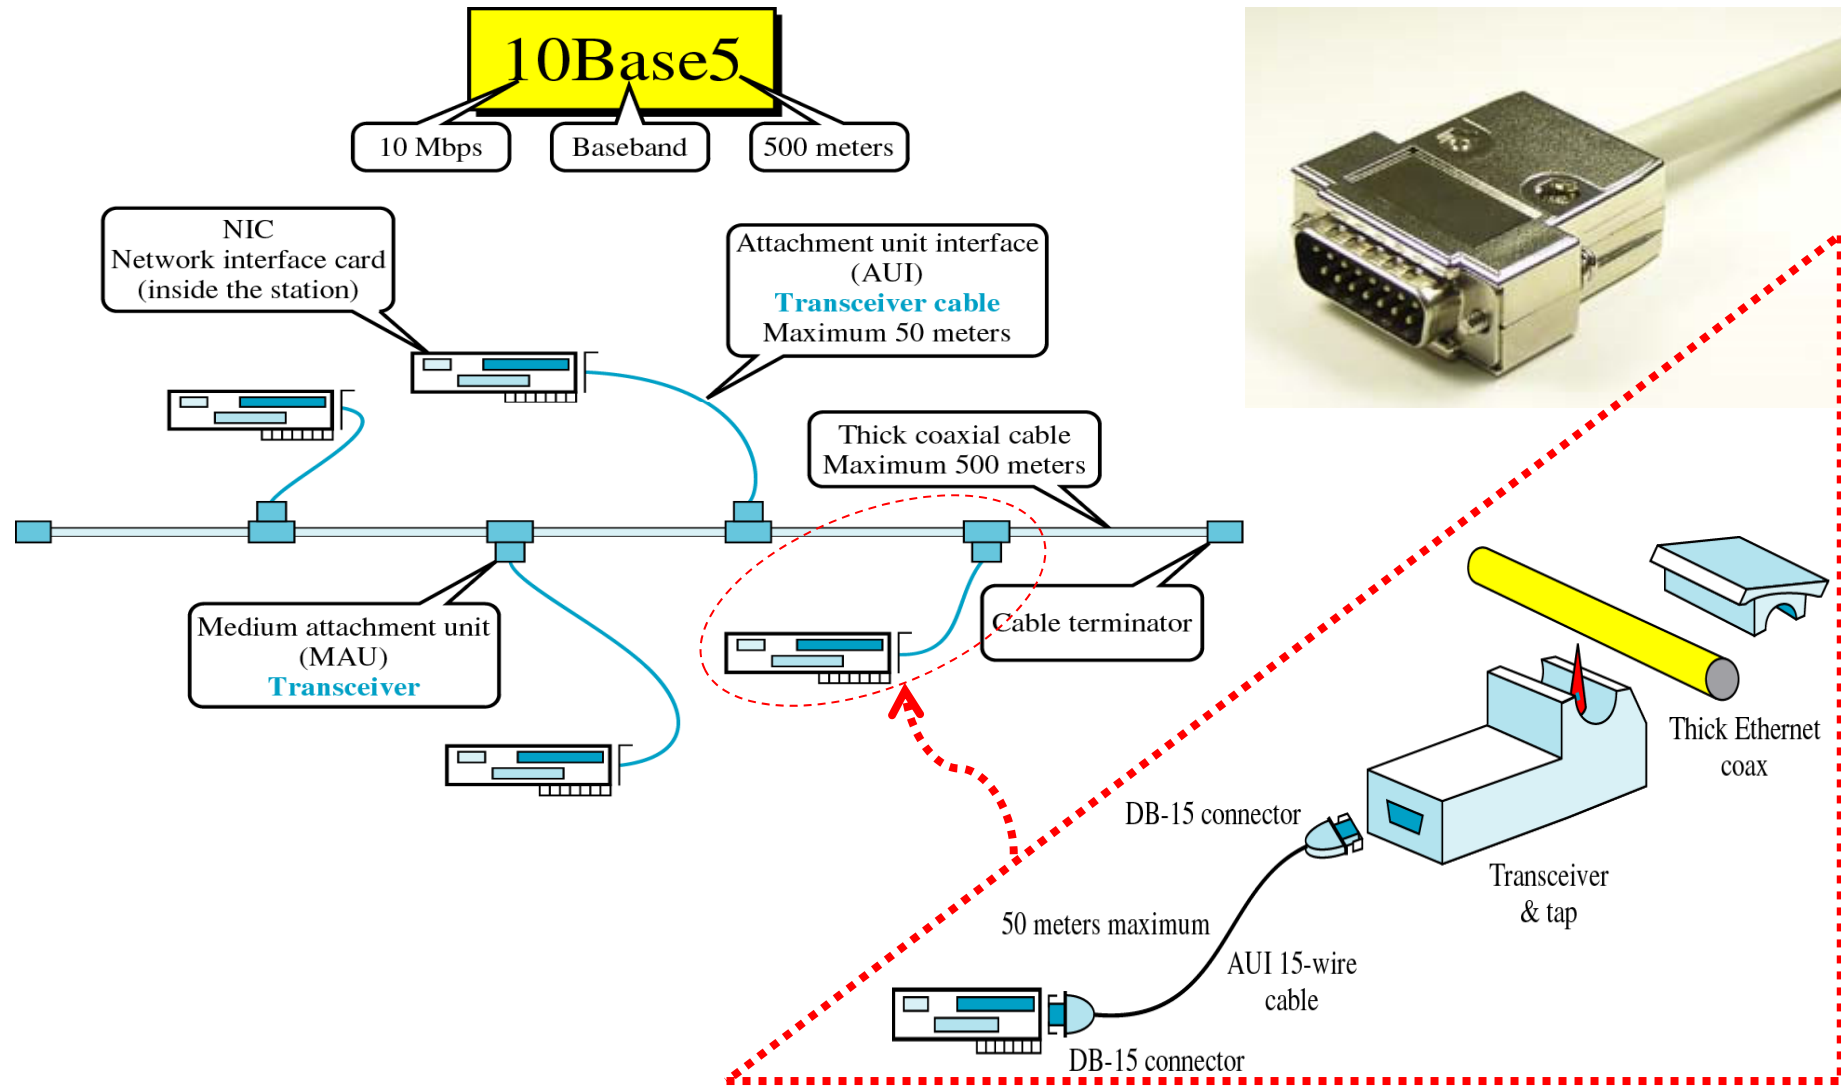 10Base5
10 Mbps
Baseband
500 meters
NIC
Network interface card
(inside the station)
Attachment unit interface
(AUI)
Transceiver cable
Maximum 50 meters
Thick coaxial cable
Maximum 500 meters
Medium attachment unit
(MAU)
Transceiver
Cable terminator
Thick Ethernet
coax
DB-15 connector
Transceiver
& tap
50 meters maximum
AUI 15-wire
cable
DB-15 connector